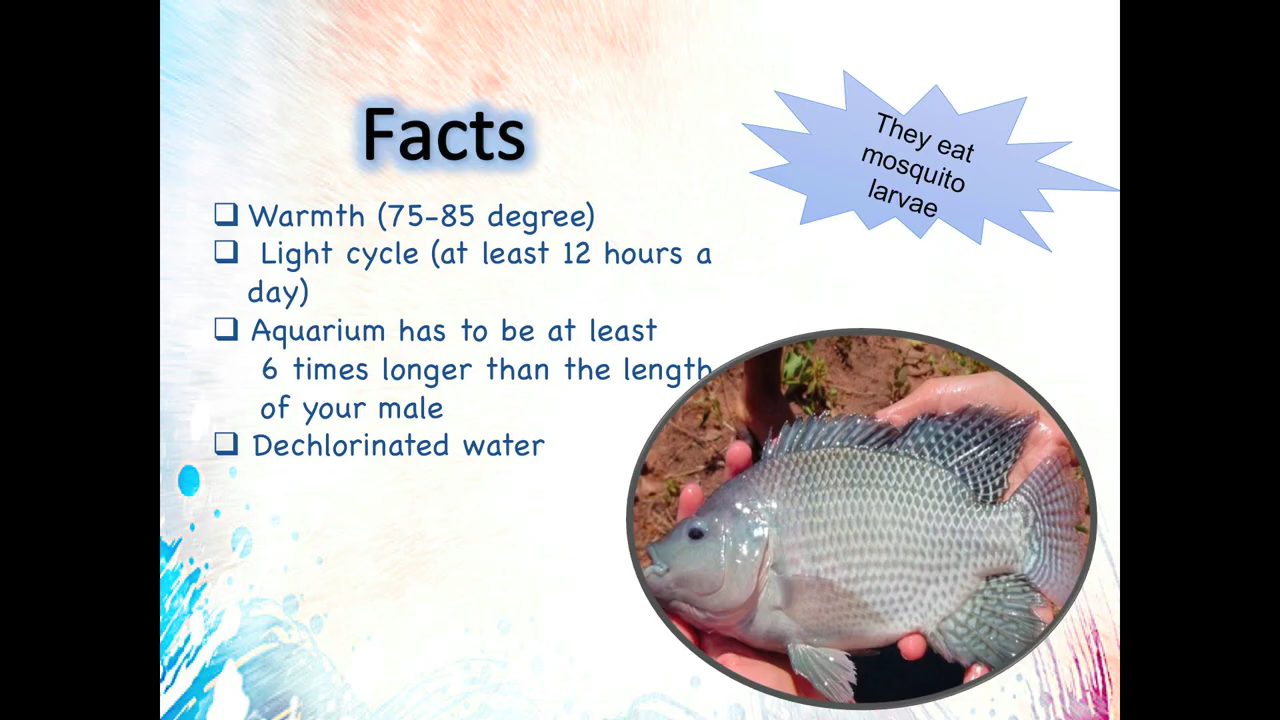 Facts
They eat
mosquito
larvae
❑ Warmth (75-85 degree)
❑ Light cycle (at least 12 hours a
day)
❑ Aquarium has to be at least
6 times longer than the length
of your male
❑ Dechlorinated water